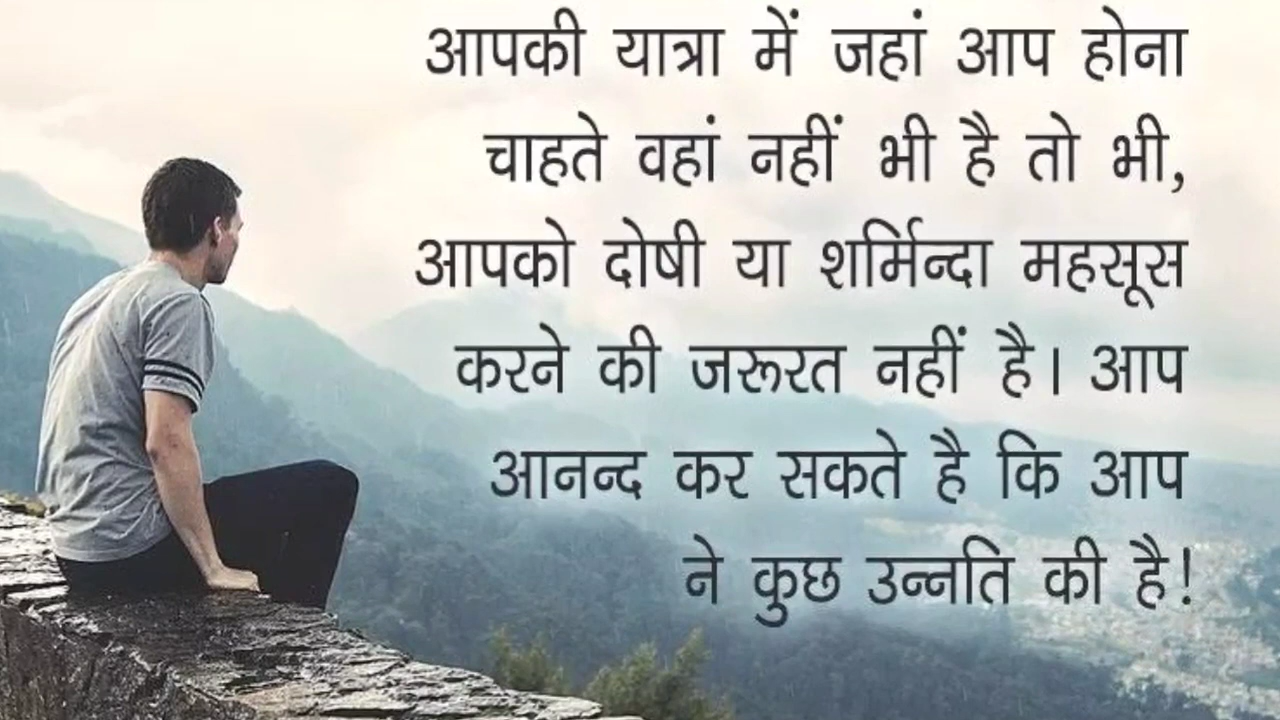 आपकी यात्रा में जहां आप होना
चाहते वहां नहीं भी है तो भी,
आपको दोषी या शर्मिन्दा महसूस
करने की जरूरत नहीं है। आप
आनन्द कर सकते है कि आप
ने कुछ उन्नति की है!